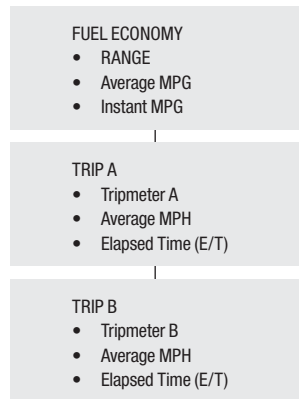 FUEL ECONOMY
• RANGE
• Average MPG
• Instant MPG
TRIP A
• Tripmeter A
• Average MPH
• Elapsed Time (E/T)
TRIP B
• Tripmeter B
• Average MPH
• Elapsed Time (E/T)